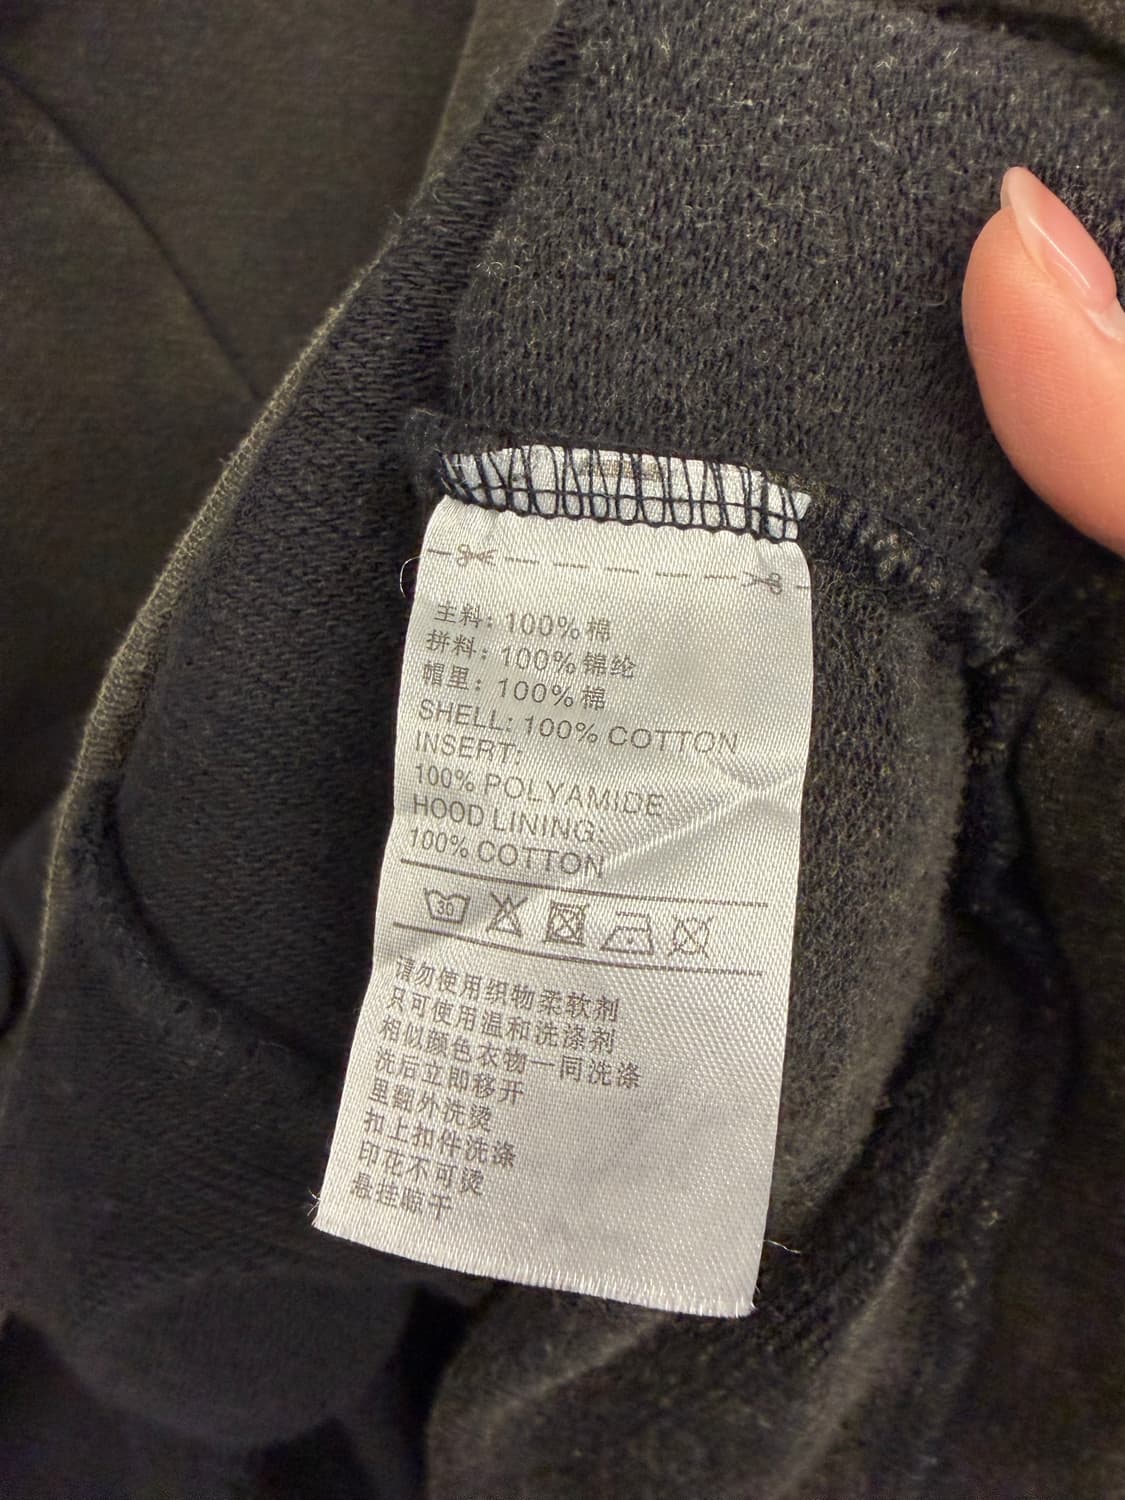 主料: 100% 棉
拼料: 100% 锦纶
帽里: 100% 棉
SHELL: 100% COTTON
INSERT:
100% POLYAMIDE
HOOD LINING:
100% COTTON
30
请勿使用织物柔软剂
只可使用温和洗涤剂
相似颜色衣物一同洗涤
洗后立即移开
里翻外洗烫
扣上扣件洗涤
印花不可烫
悬挂晾干